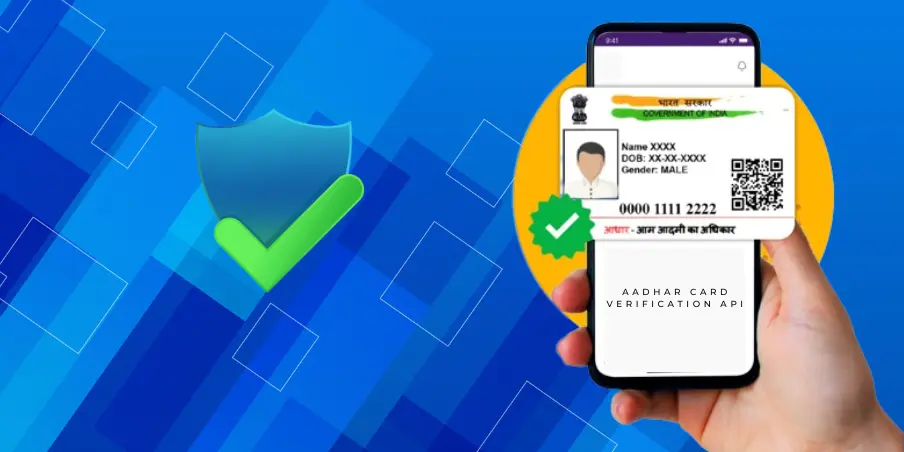 9:41
भारत सरकार
GOVERNMENT OF INDIA
Name XXXX
DOB: XX-XX-XXXX
Gender: MALE
0000 1111 2222
आधार - आम आदमी का अधिकार
AADHAR CARD
VERIFICATION API